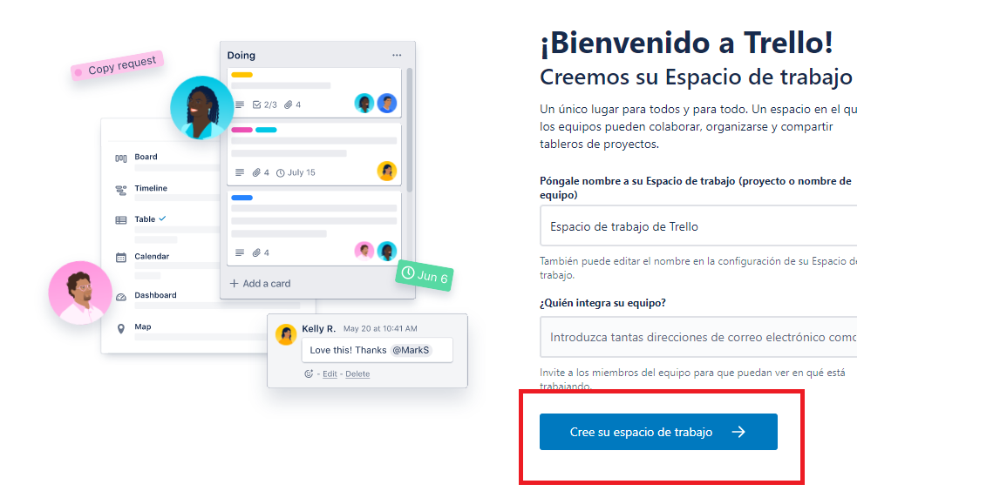 Copy request
Doing
2/3
4
4
July 15
4
Add a card
Jun 6
Board
Timeline
Table
Calendar
Dashboard
Map
Kelly R. May 20 at 10:41 AM
Love this! Thanks @MarkS
- Edit - Delete
¡Bienvenido a Trello!
Creemos su Espacio de trabajo
Un único lugar para todos y para todo. Un espacio en el qu
los equipos pueden colaborar, organizarse y compartir
tableros de proyectos.
Póngale nombre a su Espacio de trabajo (proyecto o nombre de
equipo)
Espacio de trabajo de Trello
También puede editar el nombre en la configuración de su Espacio de
trabajo.
¿Quién integra su equipo?
Introduzca tantas direcciones de correo electrónico como
Invite a los miembros del equipo para que puedan ver en qué está
trabajando.
Cree su espacio de trabajo